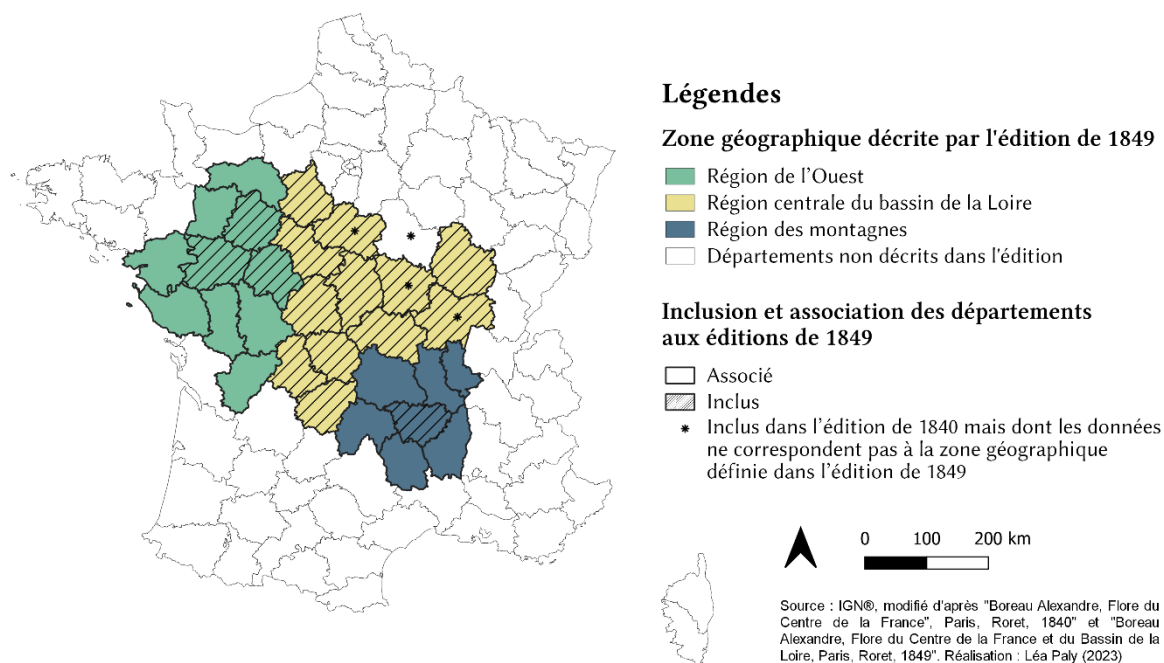 Légendes
Zone géographique décrite par l'édition de 1849
Région de l'Ouest
Région centrale du bassin de la Loire
Région des montagnes
Départements non décrits dans l'édition
Inclusion et association des départements
aux éditions de 1849
Associé
Inclus
* Inclus dans l'édition de 1840 mais dont les données
ne correspondent pas à la zone géographique
définie dans l'édition de 1849
0 100 200 km
Source : IGN®, modifié d'après "Boreau Alexandre, Flore du
Centre de la France", Paris, Roret, 1840" et "Boreau
Alexandre, Flore du Centre de la France et du Bassin de la
Loire, Paris, Roret, 1849". Réalisation : Léa Paly (2023)